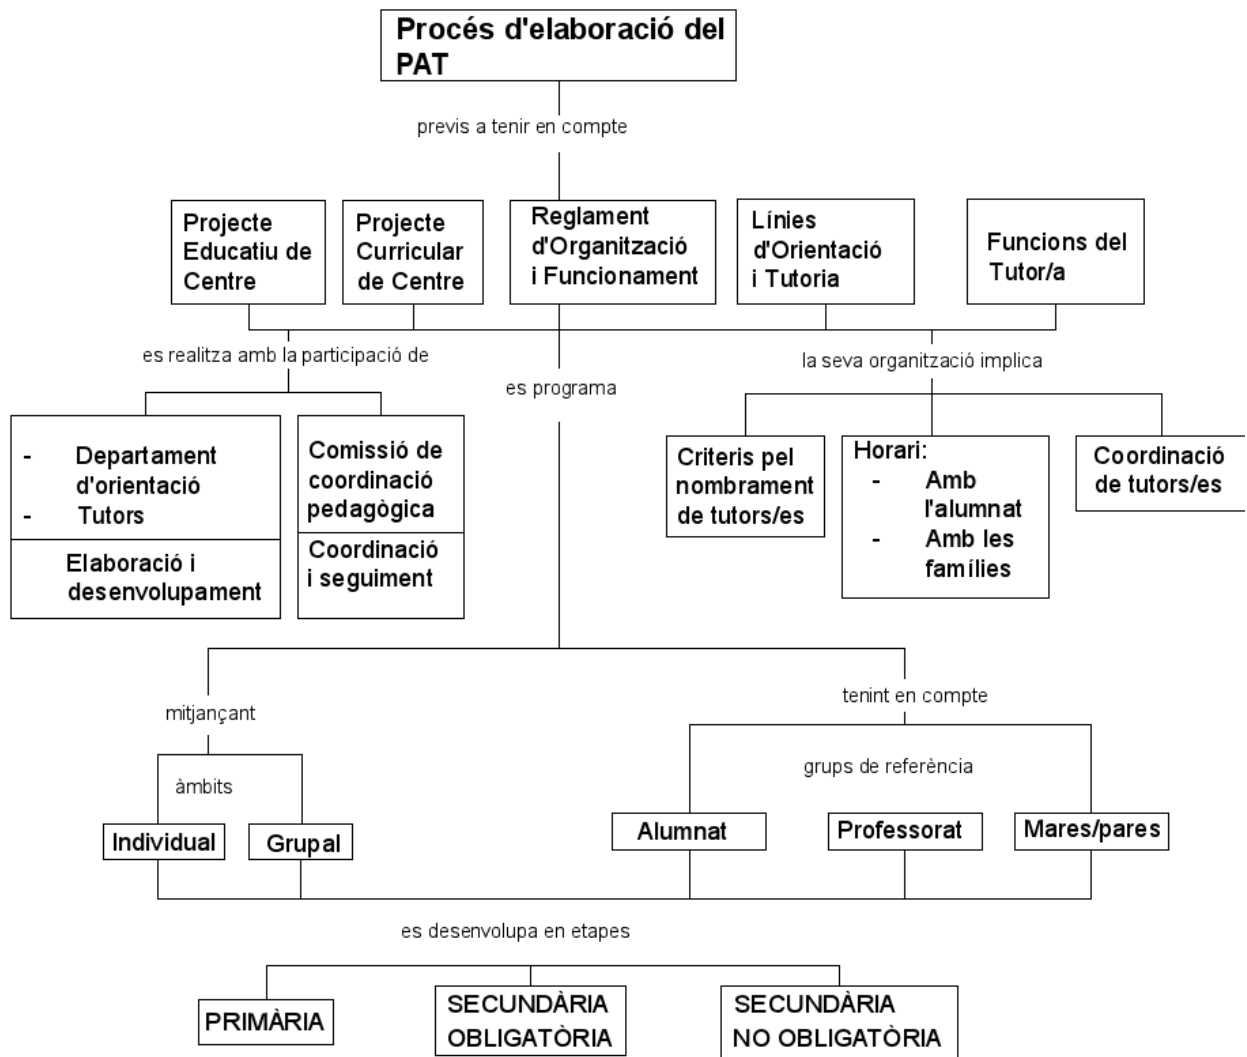 Procés d'elaboració del
PAT
previs a tenir en compte
Projecte
Educatiu de
Centre
Projecte
Curricular
de Centre
Reglament
d'Organització
i Funcionament
Línies
d'Orientació
i Tutoria
Funcions del
Tutor/a
es realitza amb la participació de
es programa
la seva organització implica
- Departament
d'orientació
- Tutors
Elaboració i
desenvolupament
Comissió de
coordinació
pedagògica
Coordinació
i seguiment
Criteris pel
nombrament
de tutors/es
Horari:
- Amb
l'alumnat
- Amb les
famílies
Coordinació
de tutors/es
mitjançant
àmbits
Individual
Grupal
tenint en compte
grups de referència
Alumnat
Professorat
Mares/pares
es desenvolupa en etapes
PRIMÀRIA
SECUNDÀRIA
OBLIGATÒRIA
SECUNDÀRIA
NO OBLIGATÒRIA